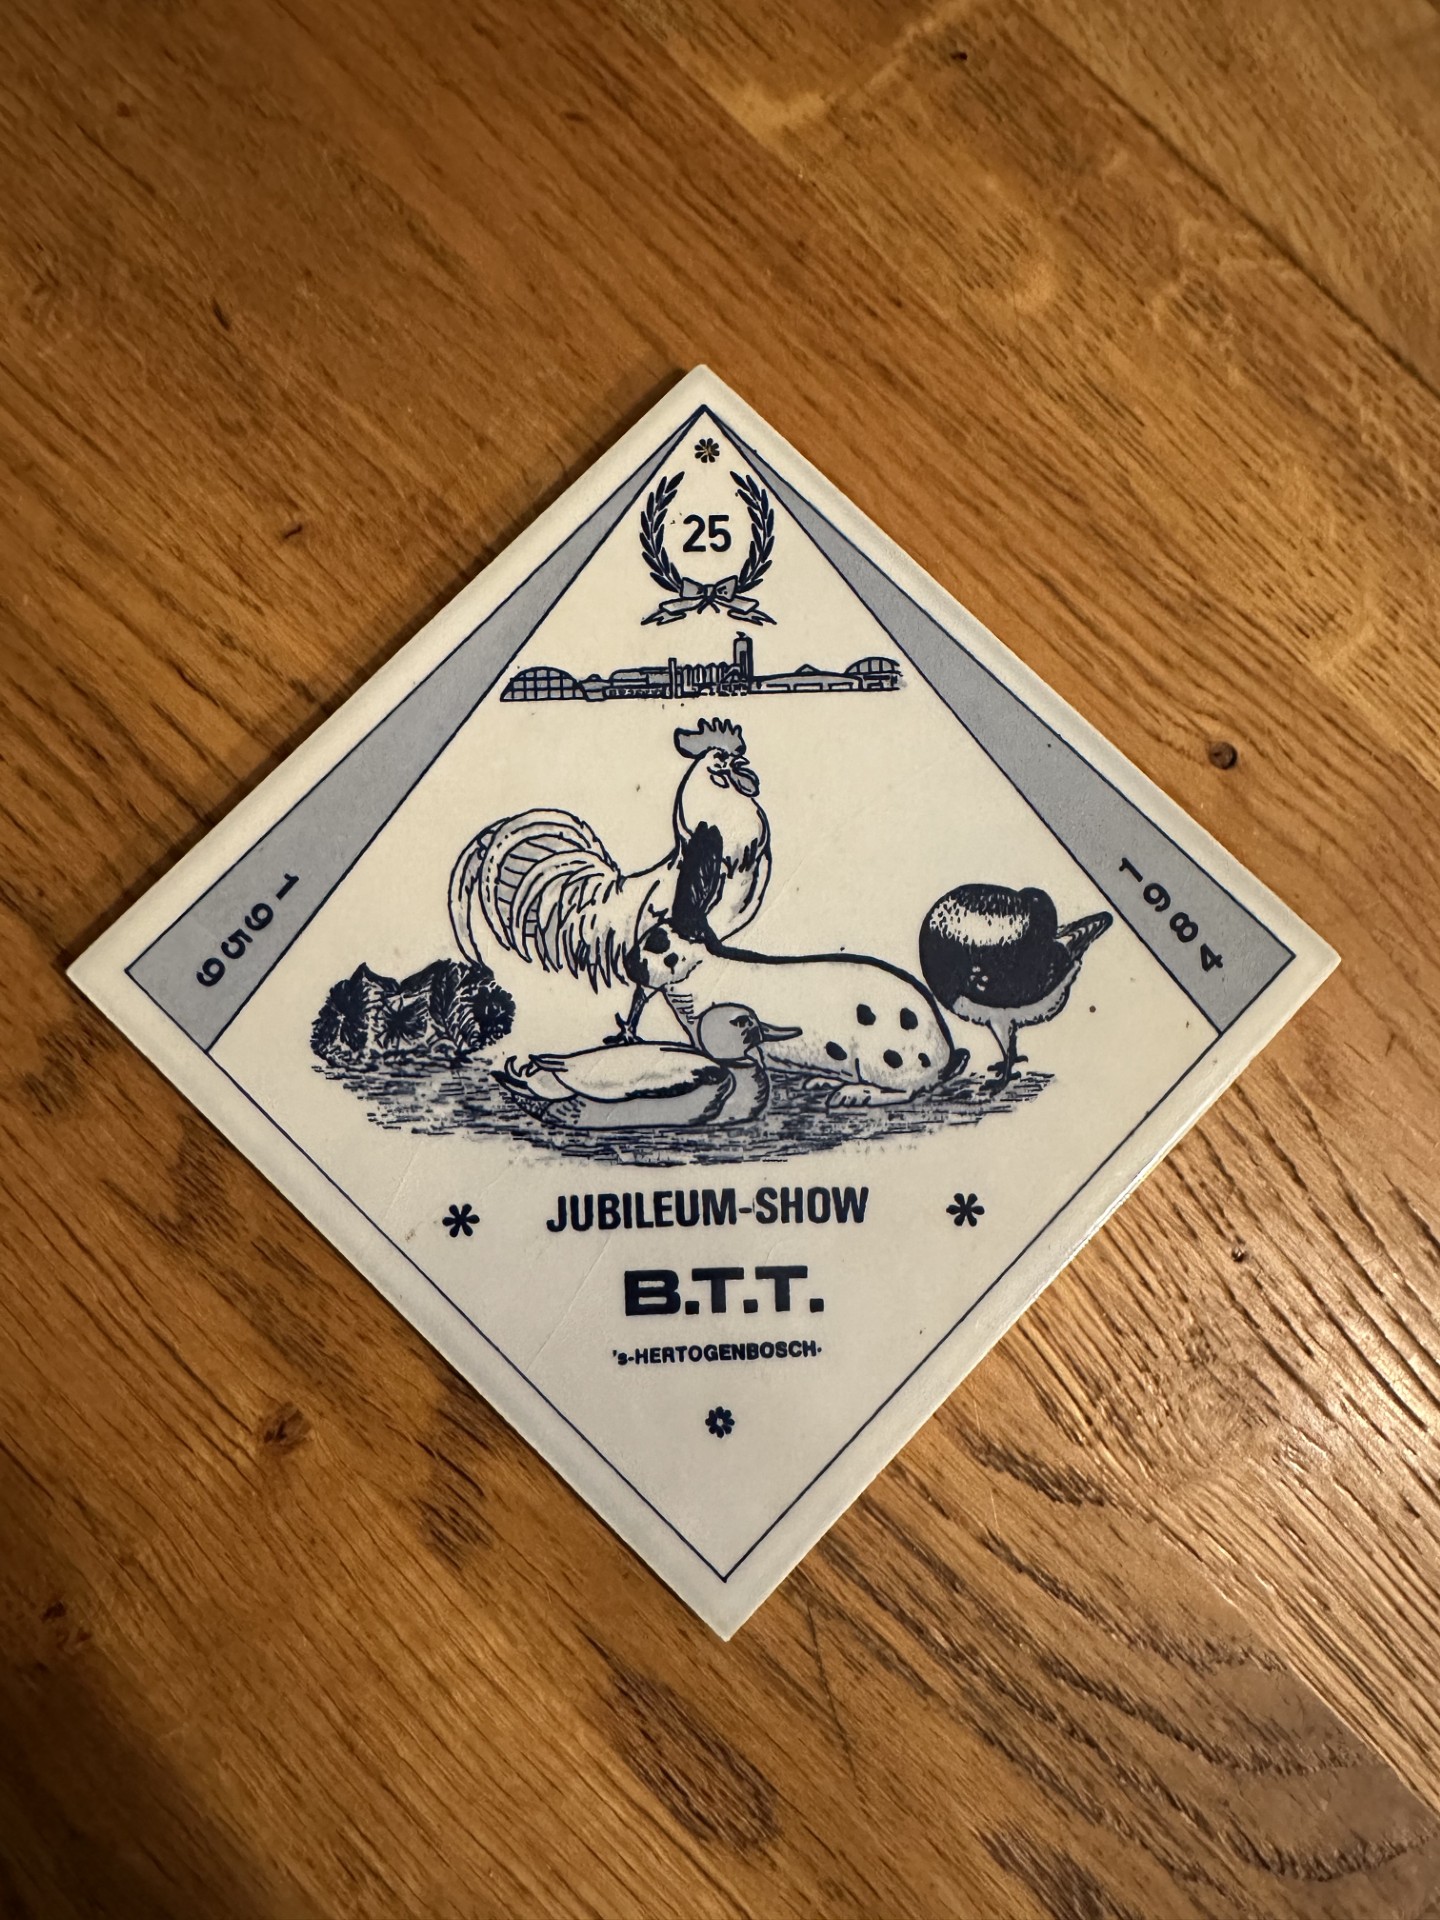 25
1959
1984
JUBILEUM-SHOW
B.T.T.
's-HERTOGENBOSCH.